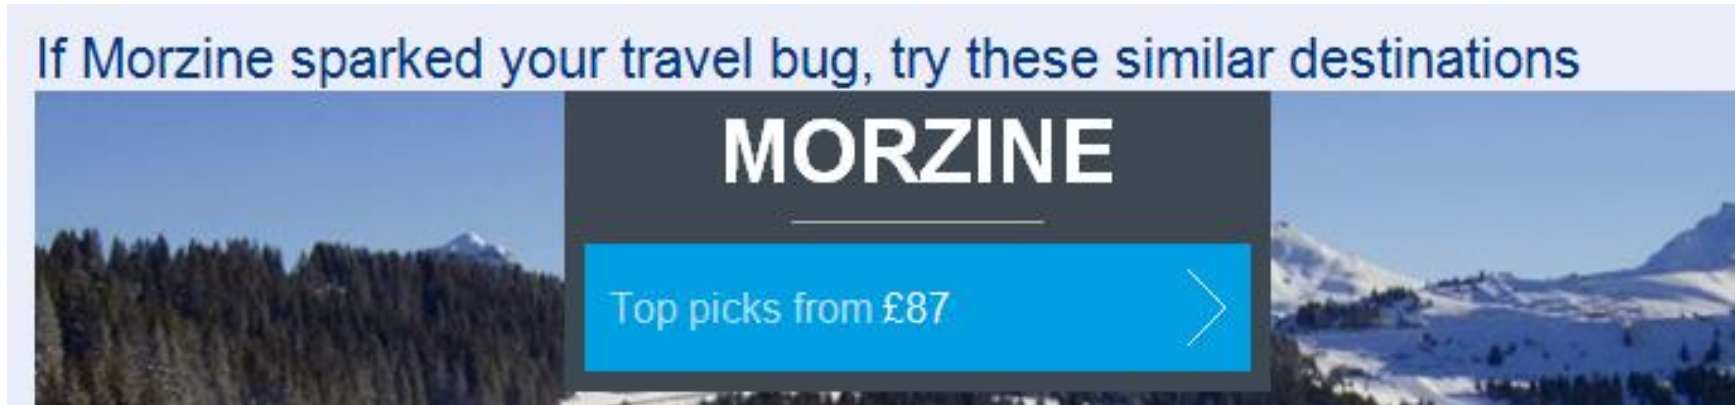 If Morzine sparked your travel bug, try these similar destinations
MORZINE
Top picks from £87